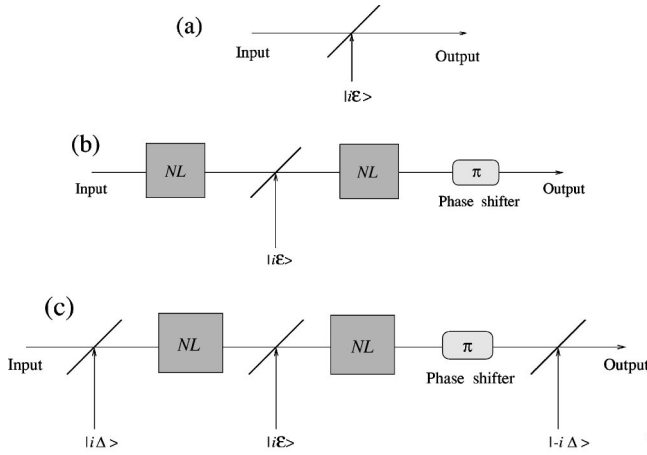 (a)
Input
Output
|iε>
(b)
NL
NL
π
Input
Output
Phase shifter
|iε>
(c)
NL
NL
π
Input
Output
Phase shifter
|iΔ>
|iε>
|-iΔ>